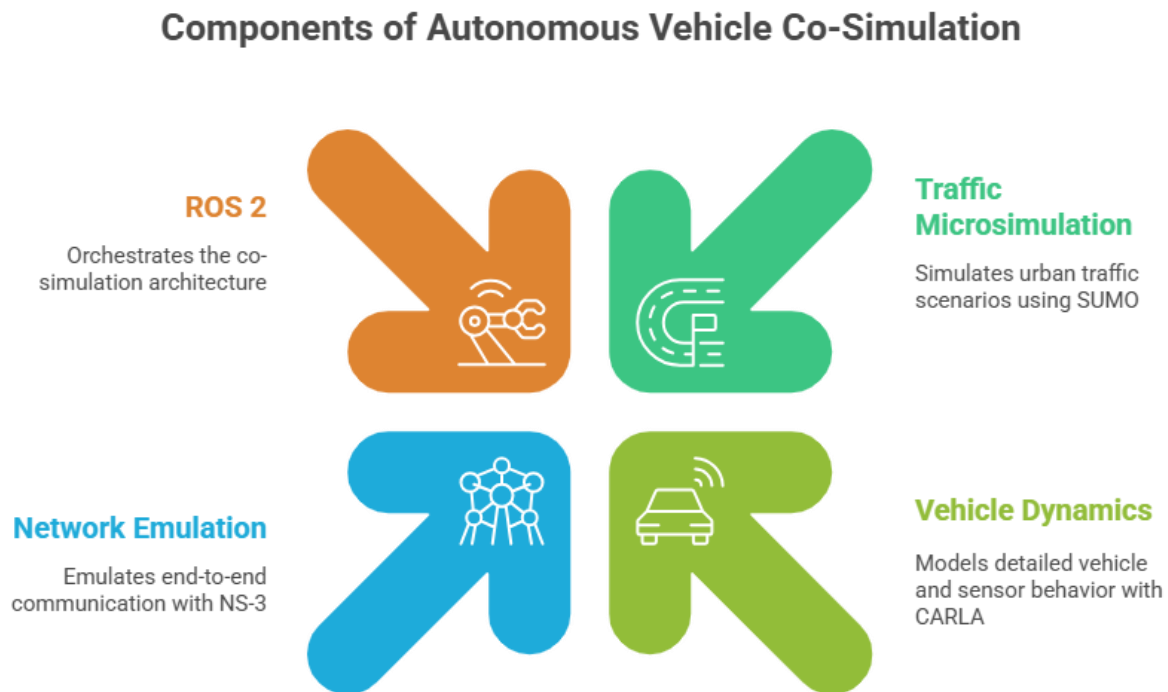 Components of Autonomous Vehicle Co-Simulation
ROS 2
Orchestrates the co-
simulation architecture
Traffic
Microsimulation
Simulates urban traffic
scenarios using SUMO
Network Emulation
Emulates end-to-end
communication with NS-3
Vehicle Dynamics
Models detailed vehicle
and sensor behavior with
CARLA